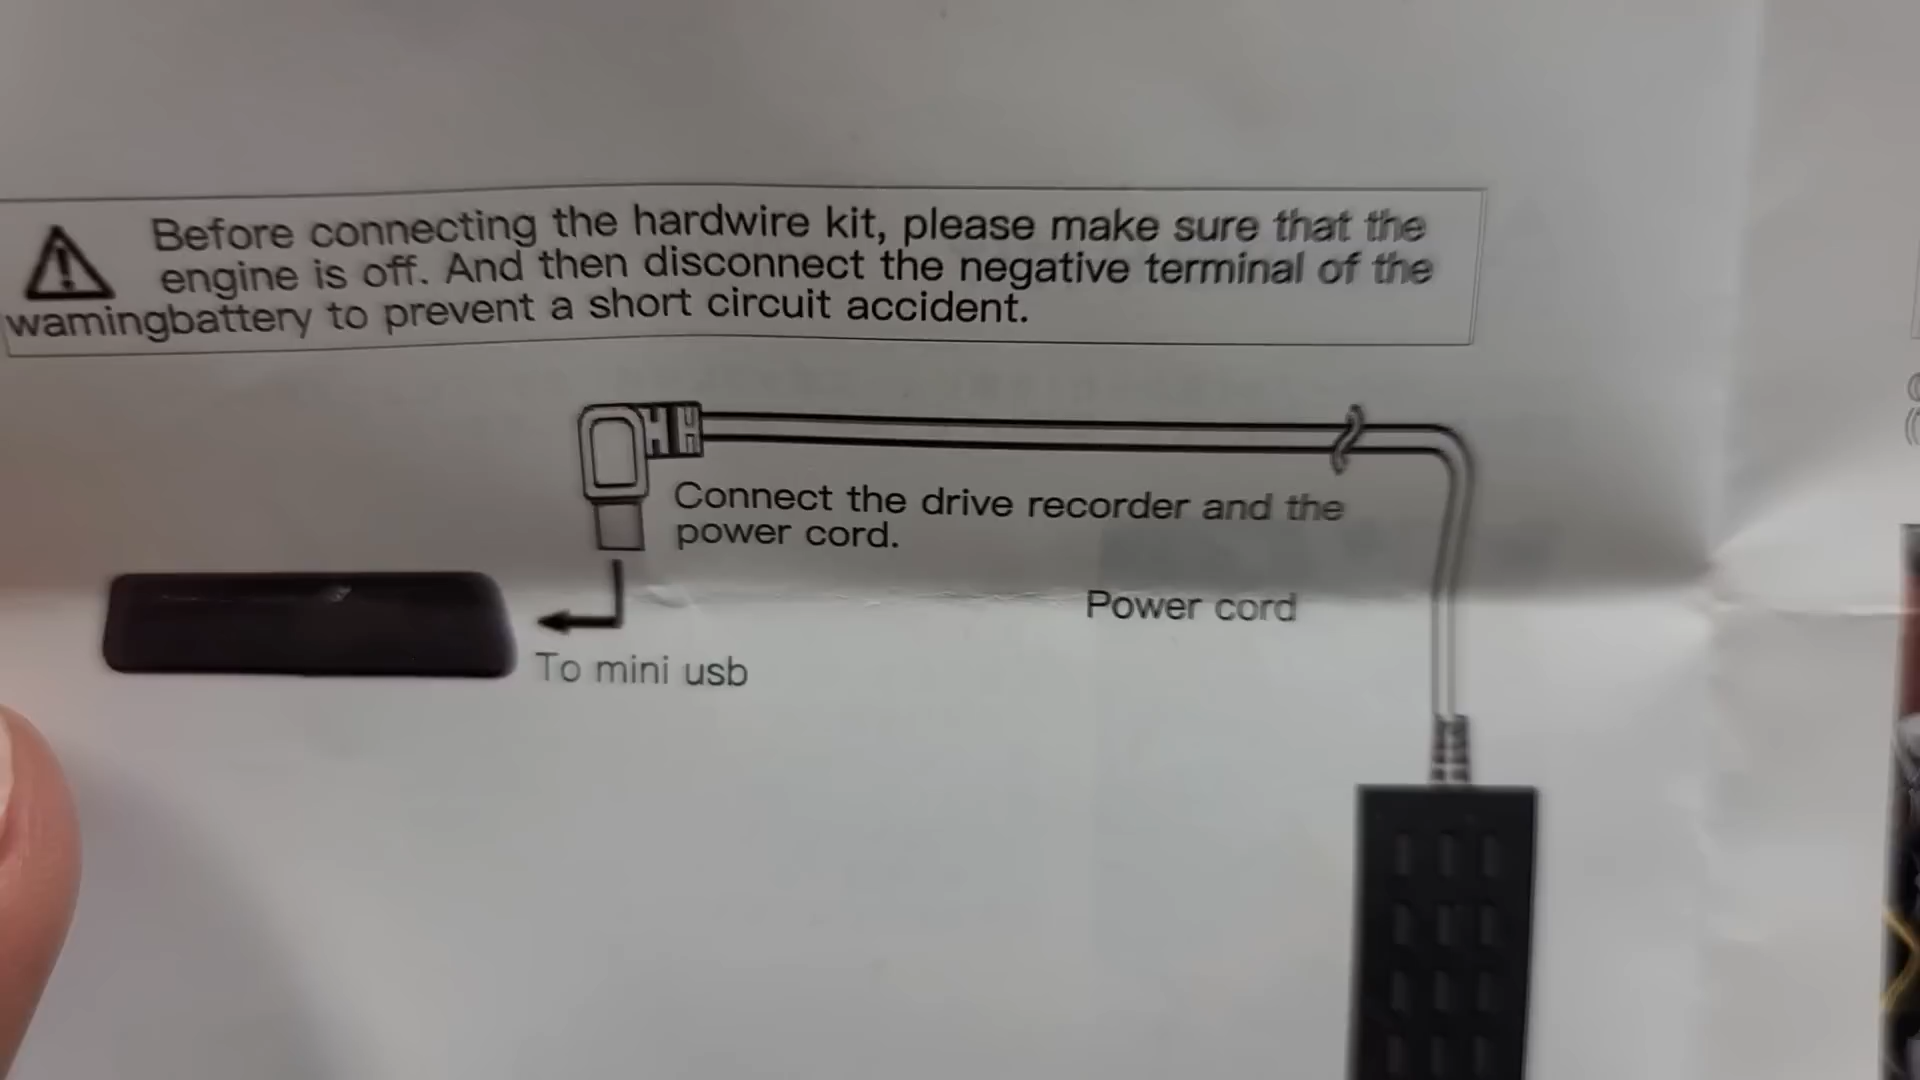 Before connecting the hardwire kit, please make sure that the
engine is off. And then disconnect the negative terminal of the
wamingbattery to prevent a short circuit accident.
Connect the drive recorder and the
power cord.
Power cord
To mini usb